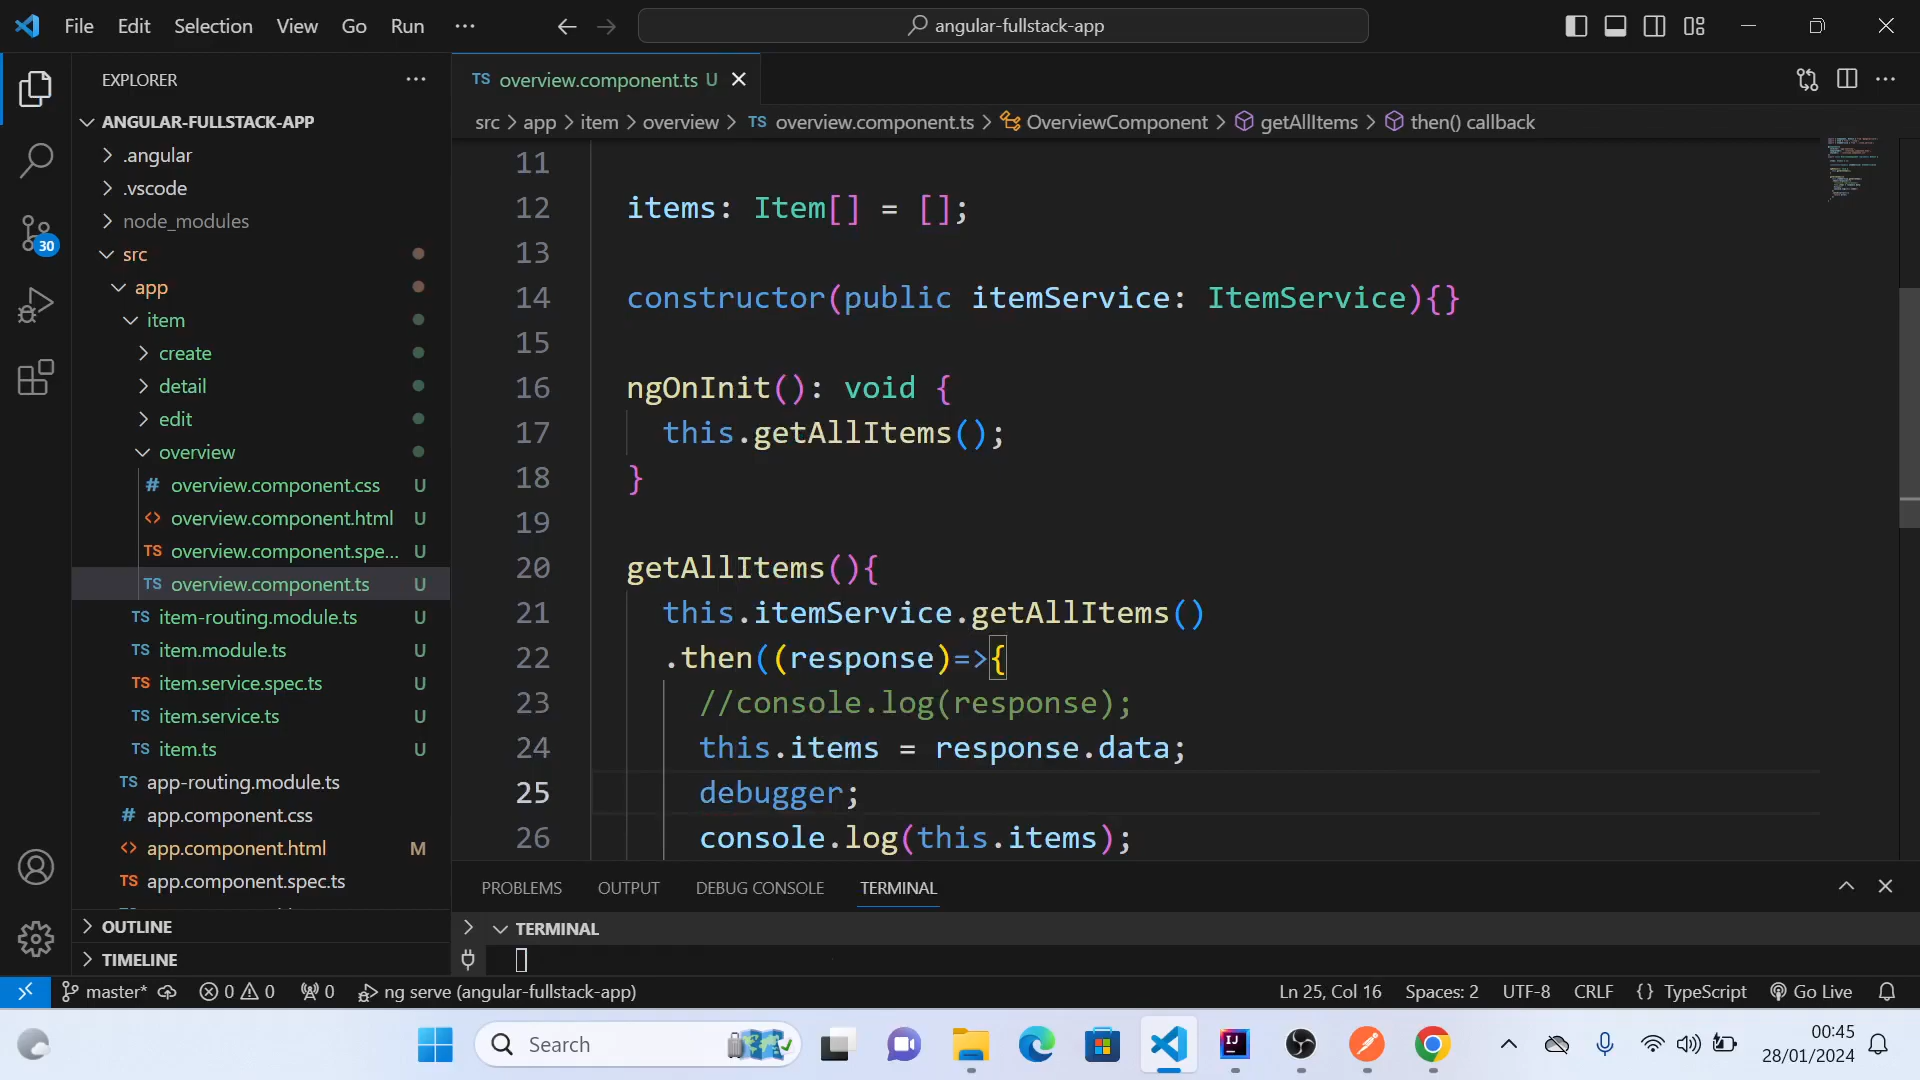 File Edit Selection View Go Run ··· angular-fullstack-app
EXPLORER ···
ANGULAR-FULLSTACK-APP
.angular
.vscode
node_modules
src
app
item
create
detail
edit
overview
# overview.component.css U
<> overview.component.html U
TS overview.component.spe... U
TS overview.component.ts U
TS item-routing.module.ts U
TS item.module.ts U
TS item.service.spec.ts U
TS item.service.ts U
TS item.ts U
TS app-routing.module.ts
# app.component.css
<> app.component.html M
TS app.component.spec.ts
OUTLINE
TIMELINE
30
TS overview.component.ts U
src > app > item > overview > TS overview.component.ts > OverviewComponent > getAllItems > then() callback
11
12 items: Item[] = [];
13
14 constructor(public itemService: ItemService){}
15
16 ngOnInit(): void {
17 this.getAllItems();
18 }
19
20 getAllItems(){
21 this.itemService.getAllItems()
22 .then((response)=>{
23 //console.log(response);
24 this.items = response.data;
25 debugger;
26 console.log(this.items);
PROBLEMS OUTPUT DEBUG CONSOLE TERMINAL
TERMINAL
master* 0 0 0 ng serve (angular-fullstack-app) Ln 25, Col 16 Spaces: 2 UTF-8 CRLF {} TypeScript Go Live
Search
IJ
00:45
28/01/2024